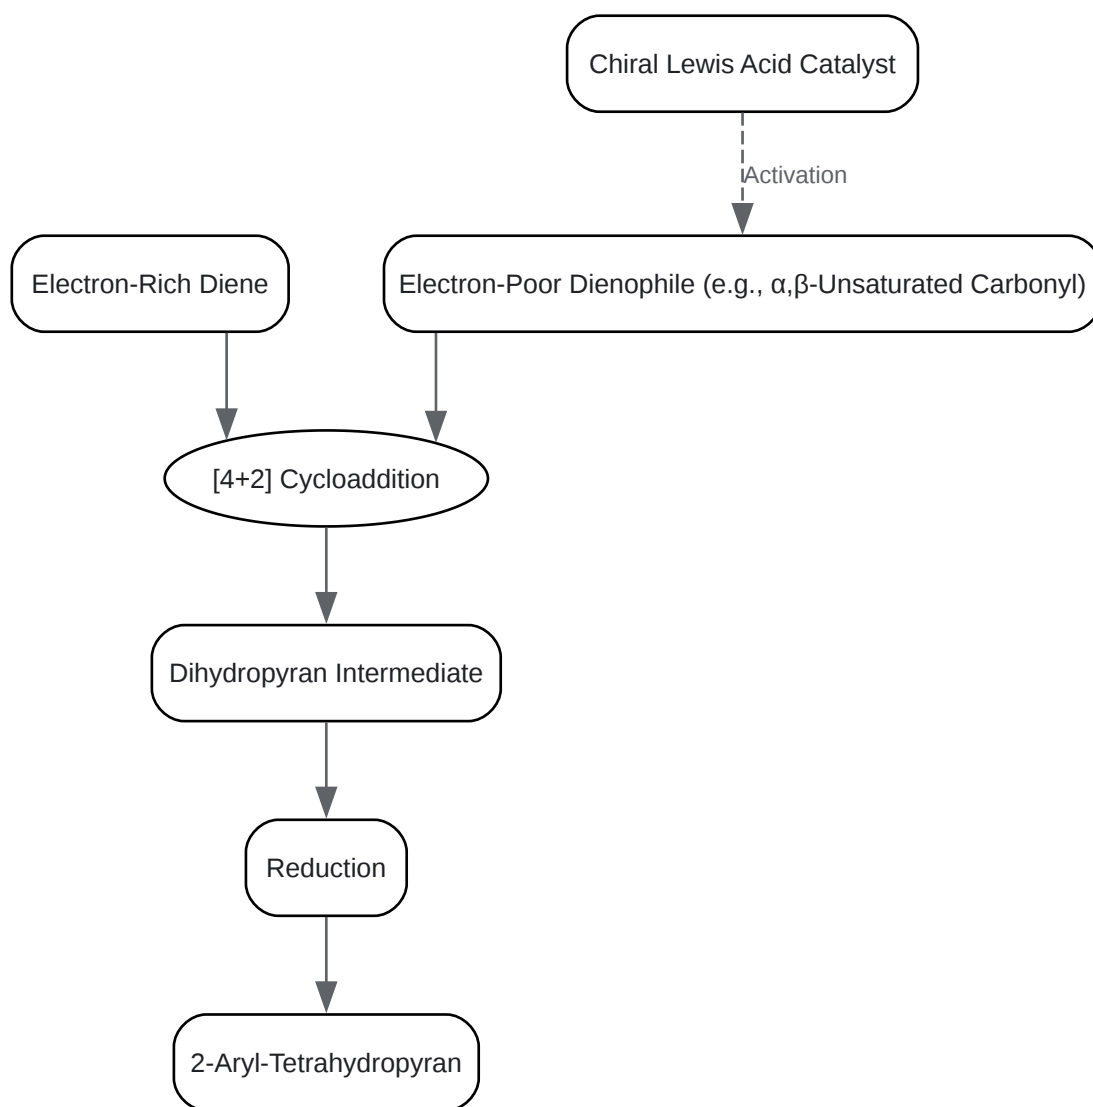 Chiral Lewis Acid Catalyst
Activation
Electron-Rich Diene
Electron-Poor Dienophile (e.g., α,β-Unsaturated Carbonyl)
[4+2] Cycloaddition
Dihydropyran Intermediate
Reduction
2-Aryl-Tetrahydropyran